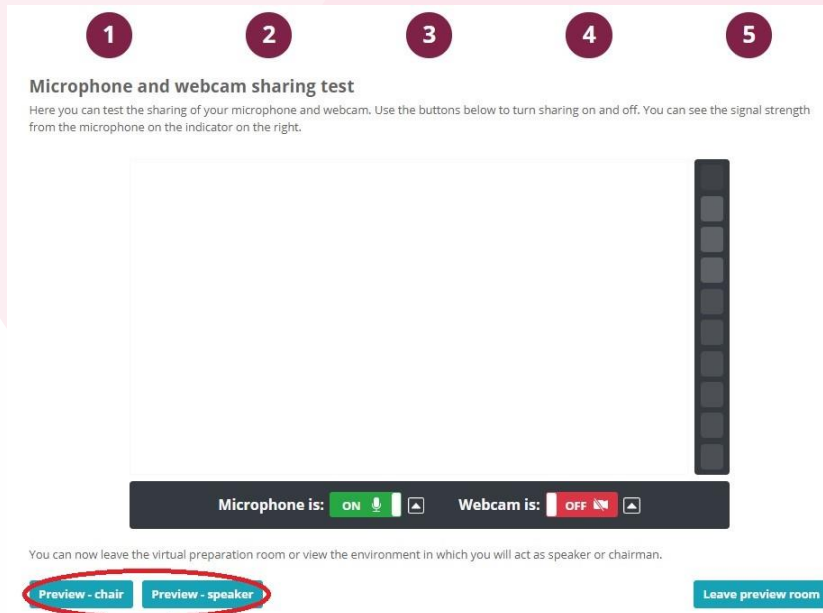 1 2 3 4 5
Microphone and webcam sharing test
Here you can test the sharing of your microphone and webcam. Use the buttons below to turn sharing on and off. You can see the signal strength
from the microphone on the indicator on the right.
Microphone is: ON Webcam is: OFF
You can now leave the virtual preparation room or view the environment in which you will act as speaker or chairman.
Preview - chair Preview - speaker Leave preview room